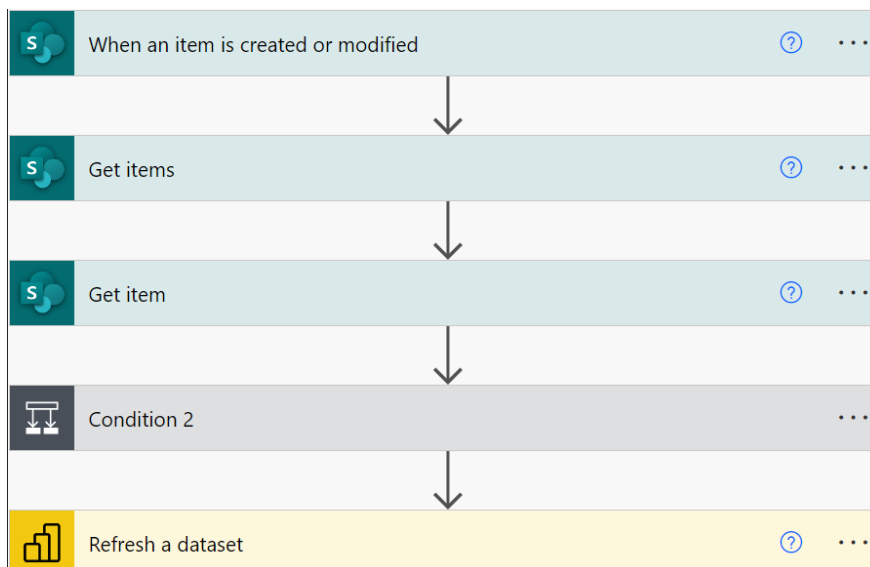 S
When an item is created or modified
?
S
Get items
?
S
Get item
?
Condition 2
Refresh a dataset
?